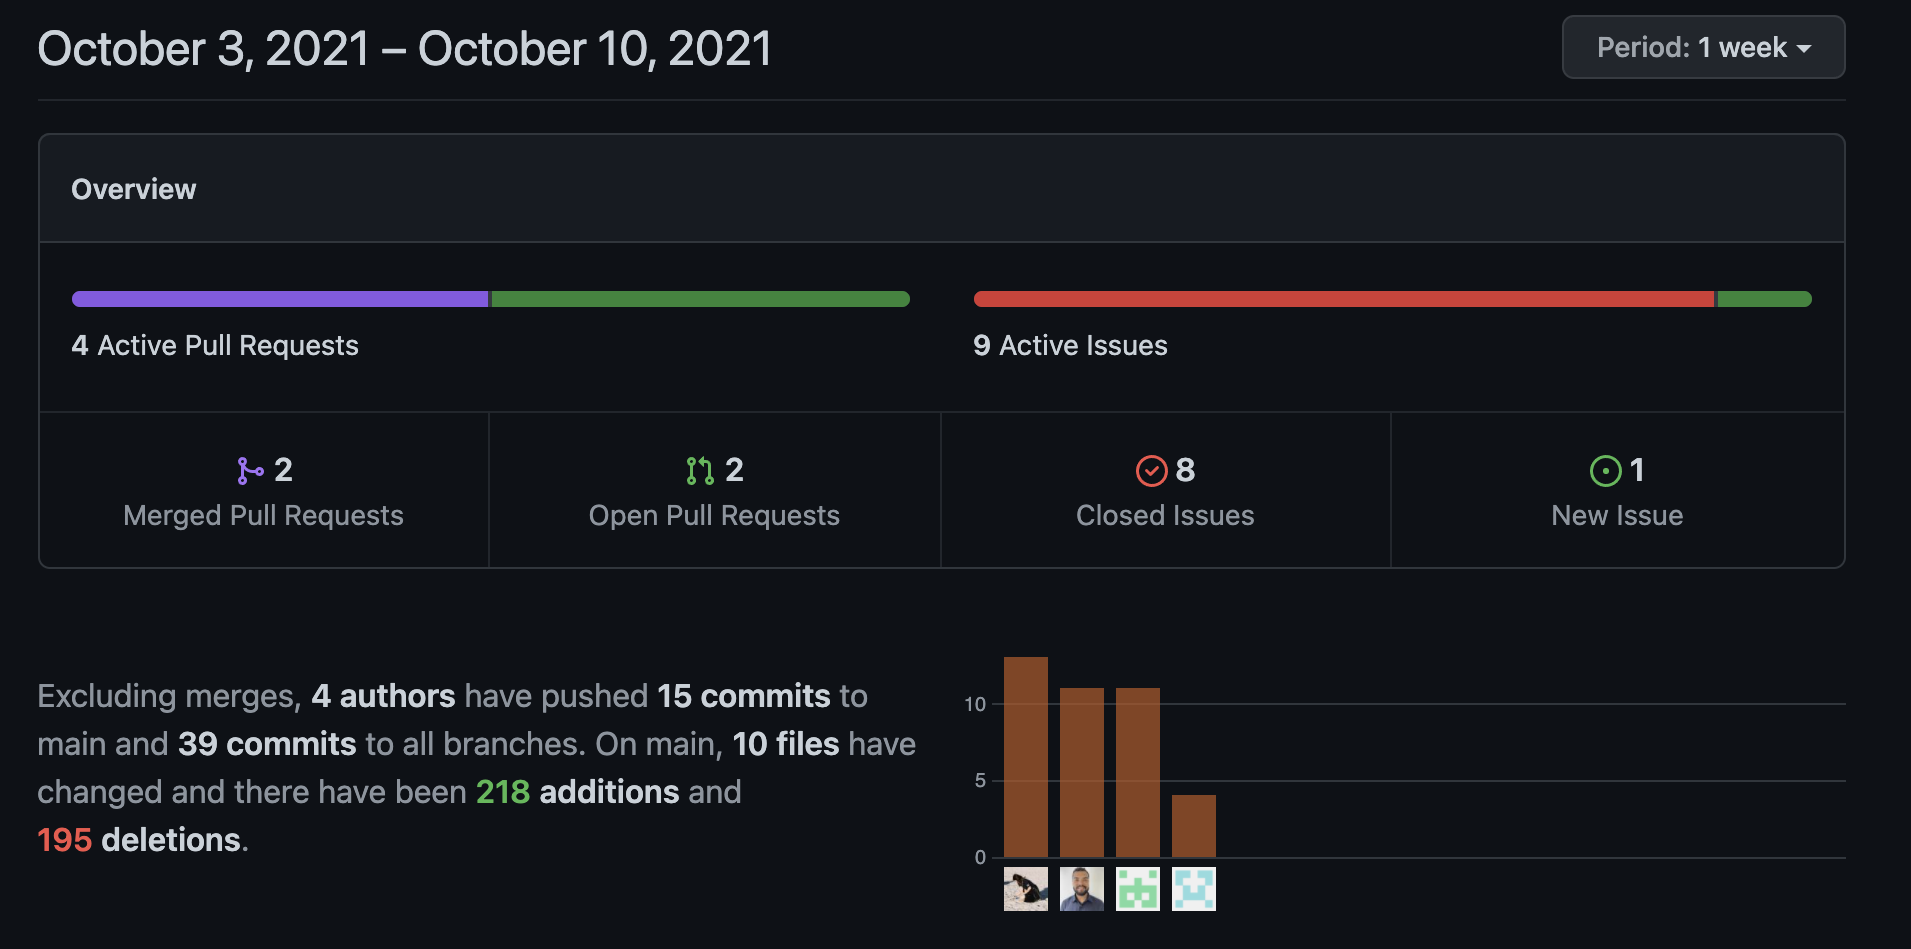 October 3, 2021 – October 10, 2021
Period: 1 week
Overview
4 Active Pull Requests
9 Active Issues
2
Merged Pull Requests
2
Open Pull Requests
8
Closed Issues
1
New Issue
Excluding merges, 4 authors have pushed 15 commits to
main and 39 commits to all branches. On main, 10 files have
changed and there have been 218 additions and
195 deletions.
10
5
0